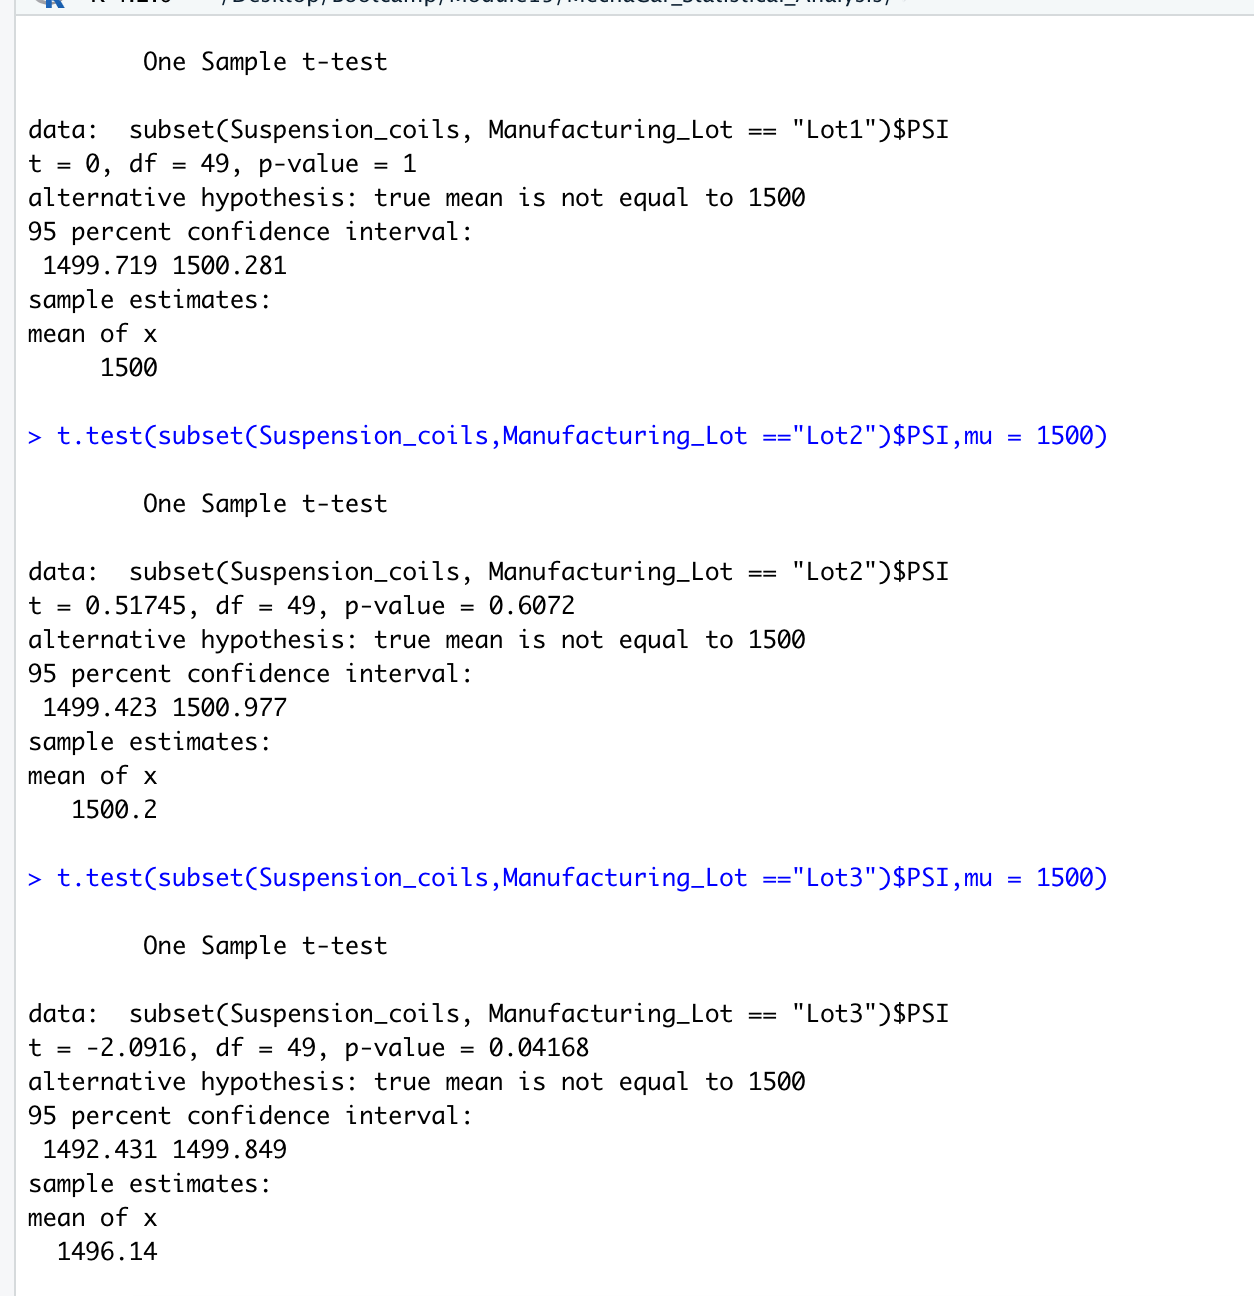 One Sample t-test
data:  subset(Suspension_coils, Manufacturing_Lot == "Lot1")$PSI
t = 0, df = 49, p-value = 1
alternative hypothesis: true mean is not equal to 1500
95 percent confidence interval:
 1499.719 1500.281
sample estimates:
mean of x
     1500
> t.test(subset(Suspension_coils,Manufacturing_Lot =="Lot2")$PSI,mu = 1500)
One Sample t-test
data:  subset(Suspension_coils, Manufacturing_Lot == "Lot2")$PSI
t = 0.51745, df = 49, p-value = 0.6072
alternative hypothesis: true mean is not equal to 1500
95 percent confidence interval:
 1499.423 1500.977
sample estimates:
mean of x
   1500.2
> t.test(subset(Suspension_coils,Manufacturing_Lot =="Lot3")$PSI,mu = 1500)
One Sample t-test
data:  subset(Suspension_coils, Manufacturing_Lot == "Lot3")$PSI
t = -2.0916, df = 49, p-value = 0.04168
alternative hypothesis: true mean is not equal to 1500
95 percent confidence interval:
 1492.431 1499.849
sample estimates:
mean of x
  1496.14